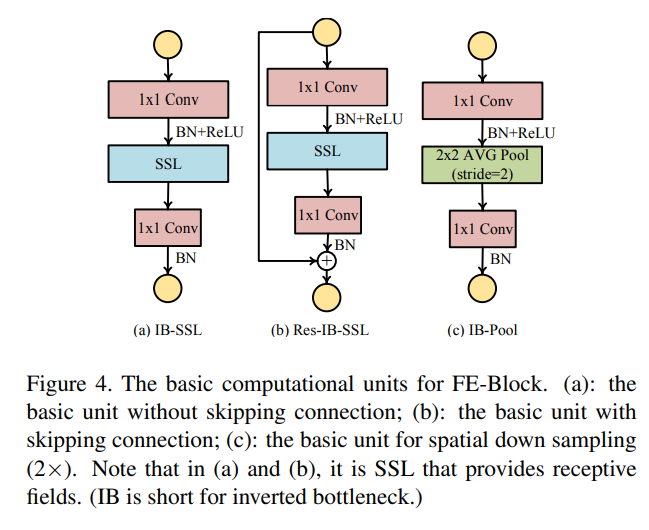 1x1 Conv
BN+ReLU
SSL
1x1 Conv
BN
(a) IB-SSL
1x1 Conv
BN+ReLU
SSL
1x1 Conv
BN
+
(b) Res-IB-SSL
1x1 Conv
BN+ReLU
2x2 AVG Pool
(stride=2)
1x1 Conv
BN
(c) IB-Pool
Figure 4. The basic computational units for FE-Block. (a): the
basic unit without skipping connection; (b): the basic unit with
skipping connection; (c): the basic unit for spatial down sampling
(2×). Note that in (a) and (b), it is SSL that provides receptive
fields. (IB is short for inverted bottleneck.)